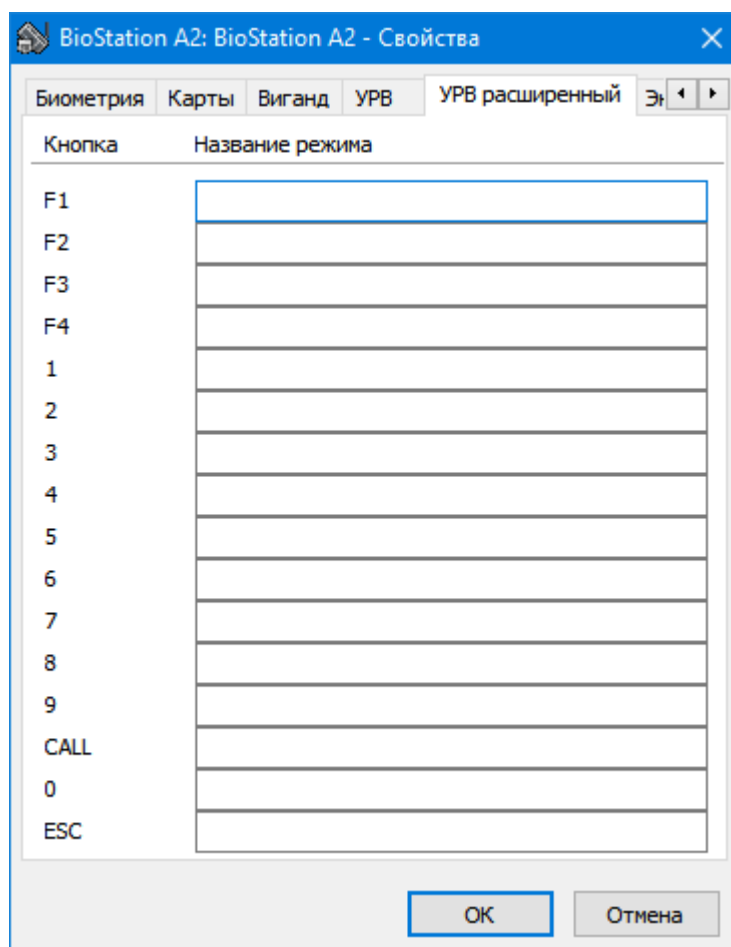 BioStation A2: BioStation A2 - Свойства
Биометрия Карты Виганд УРВ УРВ расширенный
Кнопка Название режима
F1
F2
F3
F4
1
2
3
4
5
6
7
8
9
CALL
0
ESC
OK Отмена